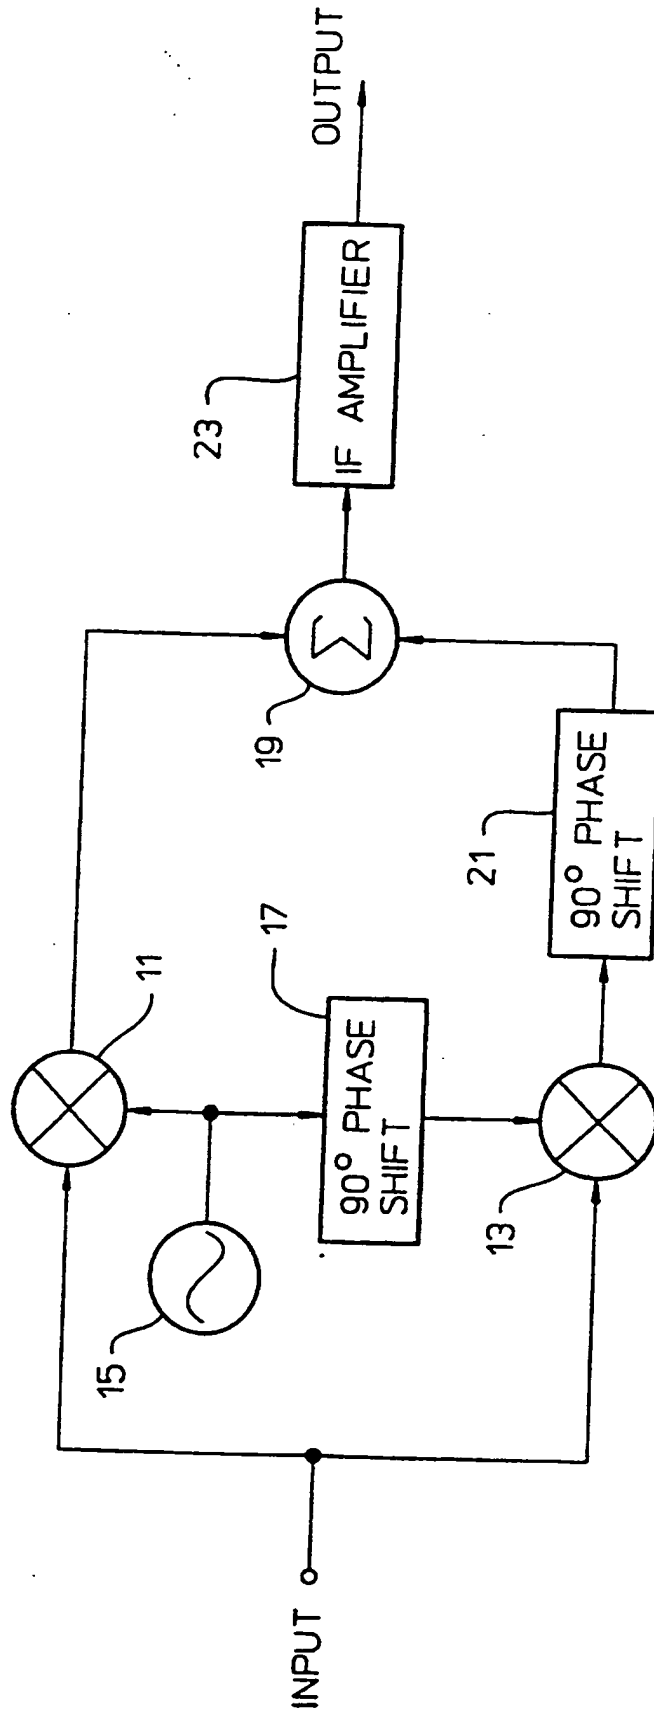 INPUT
15
11
17
90° PHASE
SHIFT
13
19
Σ
21
90° PHASE
SHIFT
23
IF AMPLIFIER
OUTPUT